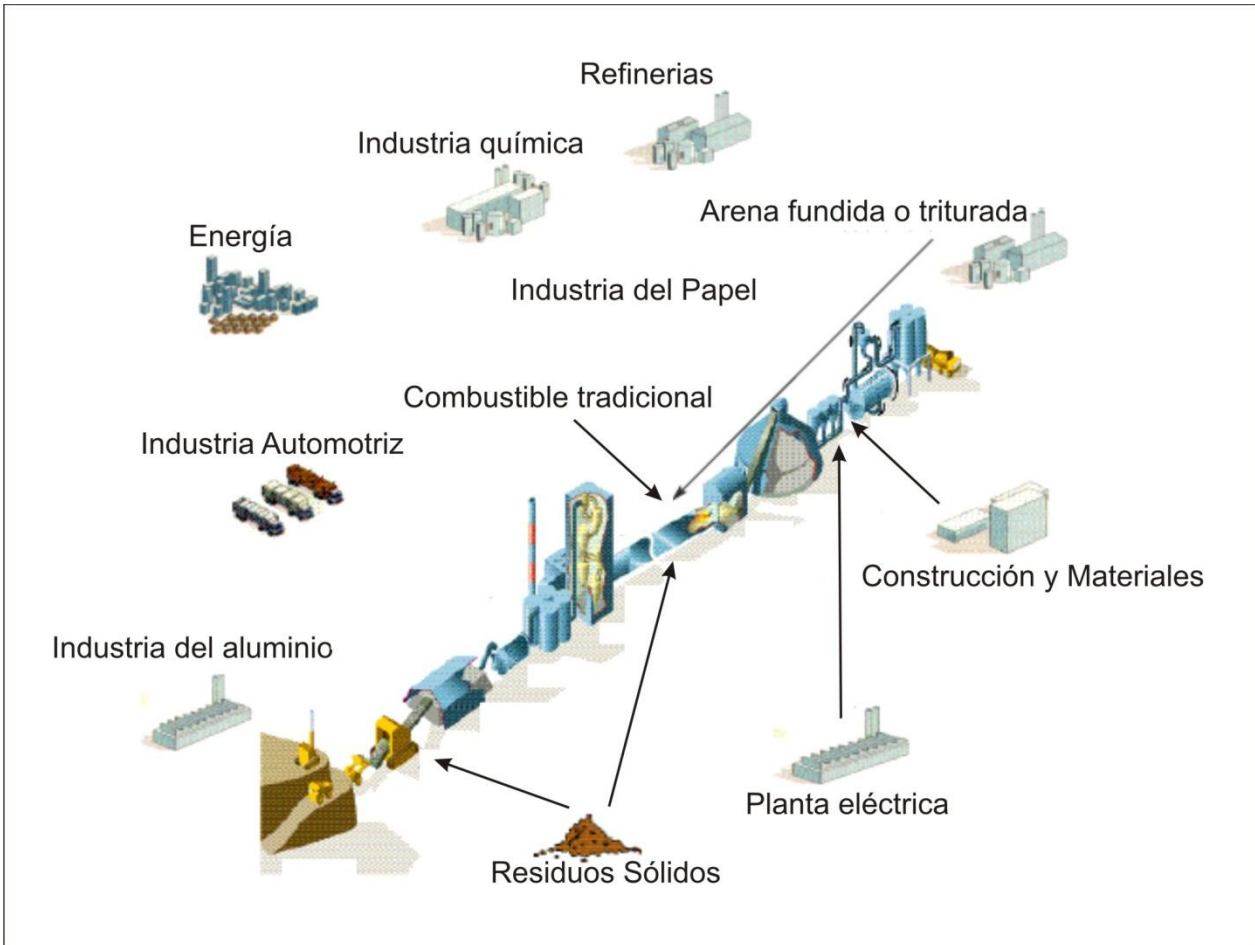 Refinerias
Industria química
Arena fundida o triturada
Energía
Industria del Papel
Combustible tradicional
Industria Automotriz
Construcción y Materiales
Industria del aluminio
Planta eléctrica
Residuos Sólidos